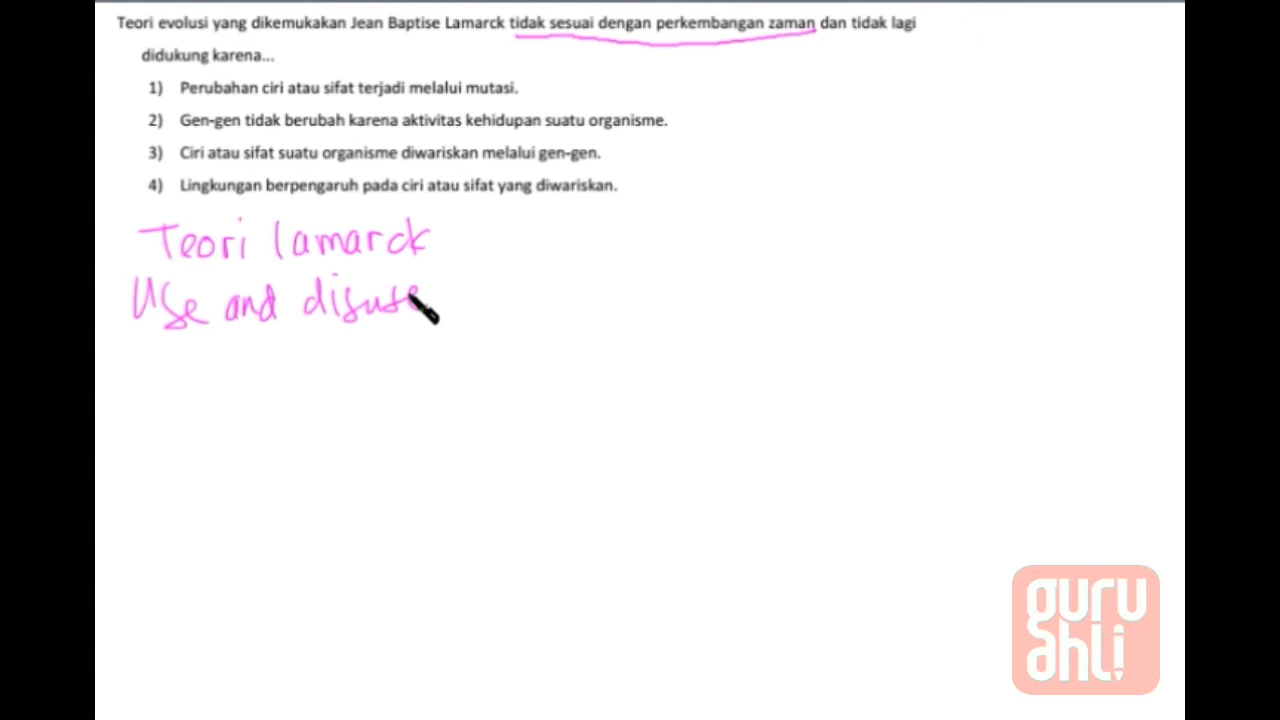 Teori evolusi yang dikemukakan Jean Baptise Lamarck tidak sesuai dengan perkembangan zaman dan tidak lagi
didukung karena...
1) Perubahan ciri atau sifat terjadi melalui mutasi.
2) Gen-gen tidak berubah karena aktivitas kehidupan suatu organisme.
3) Ciri atau sifat suatu organisme diwariskan melalui gen-gen.
4) Lingkungan berpengaruh pada ciri atau sifat yang diwariskan.
Teori lamarck
Use and disuse
guru
ahli